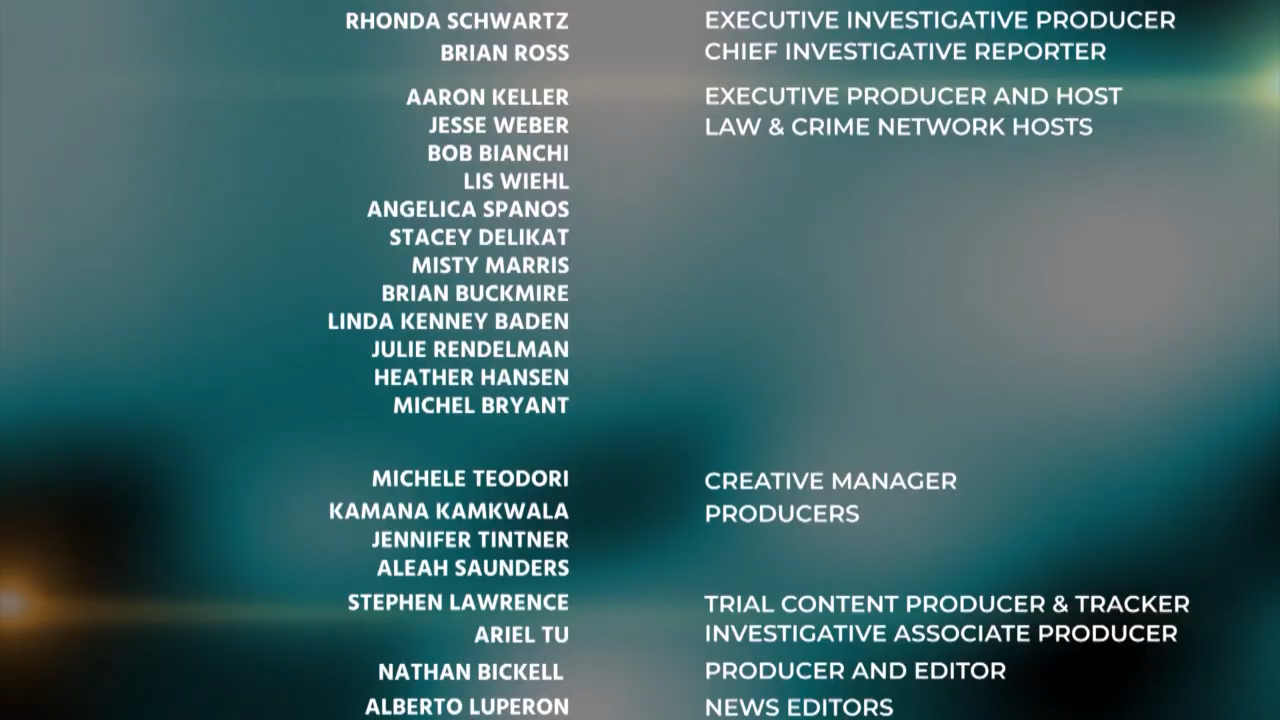 RHONDA SCHWARTZ EXECUTIVE INVESTIGATIVE PRODUCER
BRIAN ROSS CHIEF INVESTIGATIVE REPORTER
AARON KELLER EXECUTIVE PRODUCER AND HOST
JESSE WEBER LAW & CRIME NETWORK HOSTS
BOB BIANCHI
LIS WIEHL
ANGELICA SPANOS
STACEY DELIKAT
MISTY MARRIS
BRIAN BUCKMIRE
LINDA KENNEY BADEN
JULIE RENDELMAN
HEATHER HANSEN
MICHEL BRYANT
MICHELE TEODORI CREATIVE MANAGER
KAMANA KAMKWALA PRODUCERS
JENNIFER TINTNER
ALEAH SAUNDERS
STEPHEN LAWRENCE TRIAL CONTENT PRODUCER & TRACKER
ARIEL TU INVESTIGATIVE ASSOCIATE PRODUCER
NATHAN BICKELL PRODUCER AND EDITOR
ALBERTO LUPERON NEWS EDITORS